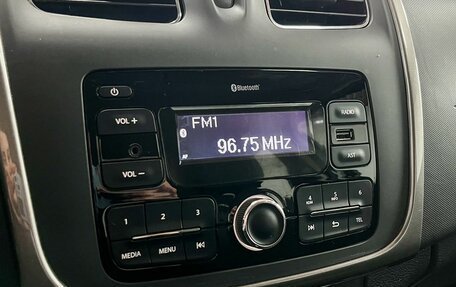 Bluetooth
VOL +
FM1
RADIO
96.75 MHz
VOL −
AST
1 2 3
4 5 6
MEDIA MENU
TEL